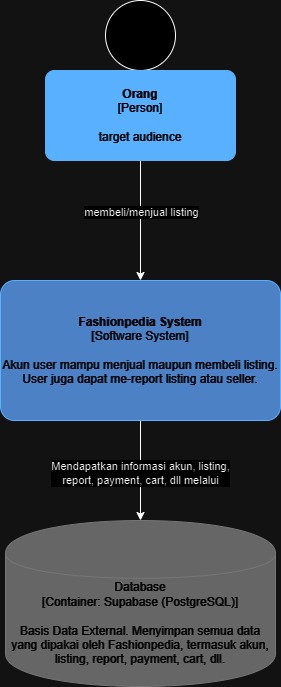 Orang
[Person]
target audience
membeli/menjual listing
Fashionpedia System
[Software System]
Akun user mampu menjual maupun membeli listing.
User juga dapat me-report listing atau seller.
Mendapatkan informasi akun, listing,
report, payment, cart, dll melalui
Database
[Container: Supabase (PostgreSQL)]
Basis Data External. Menyimpan semua data
yang dipakai oleh Fashionpedia, termasuk akun,
listing, report, payment, cart, dll.